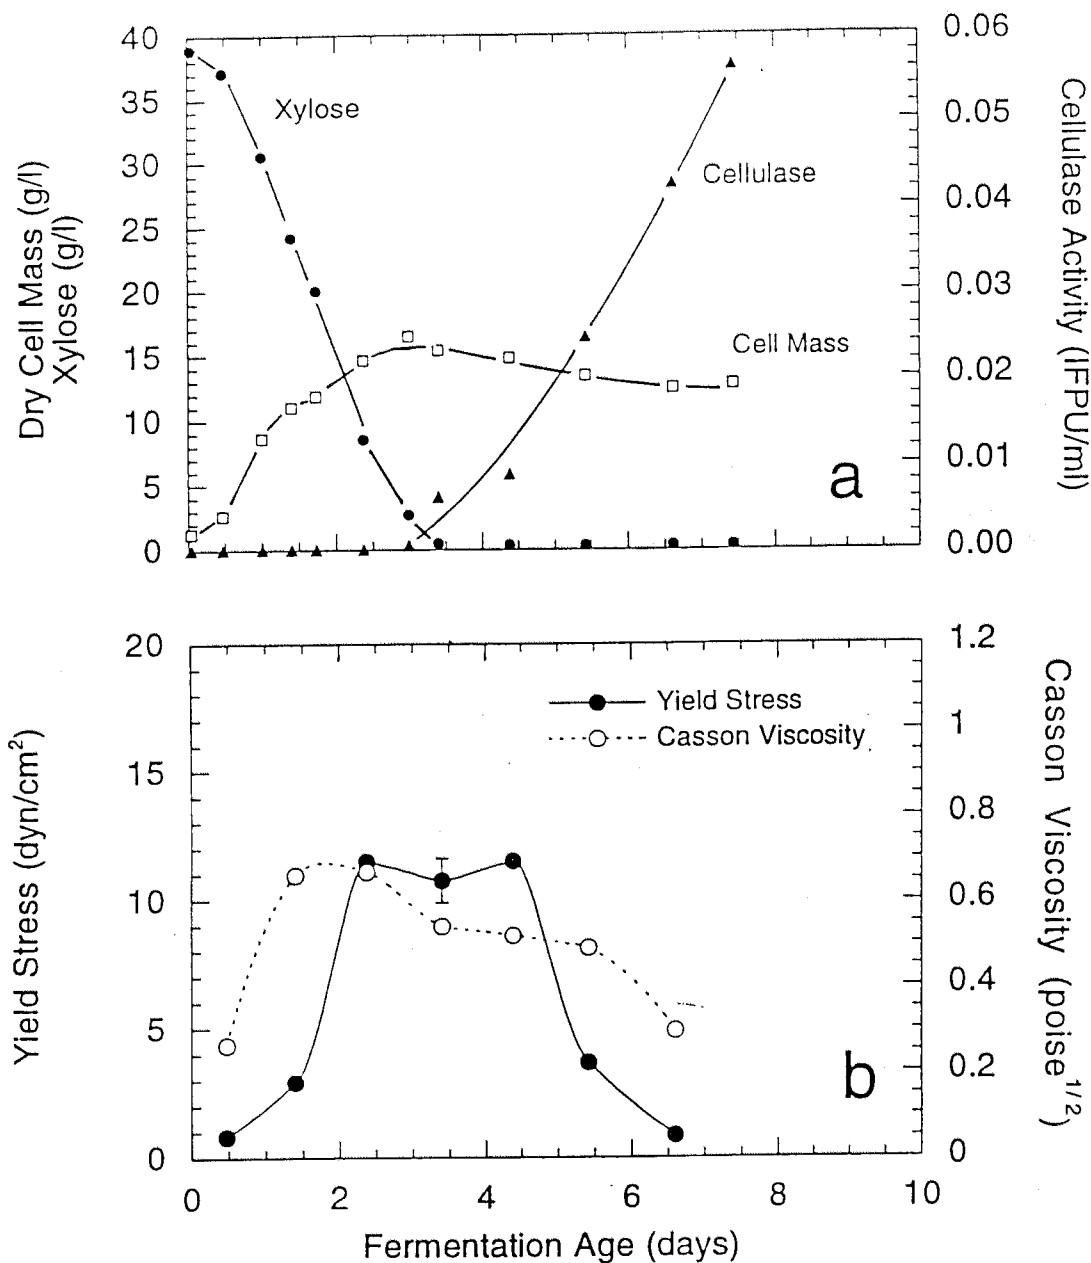 40
35
30
25
20
15
10
5
0
Dry Cell Mass (g/l)
Xylose (g/l)
Xylose
Cellulase
Cell Mass
a
0.06
0.05
0.04
0.03
0.02
0.01
0.00
Cellulase Activity (IFPU/ml)
20
15
10
5
0
Yield Stress (dyn/cm²)
Yield Stress
Casson Viscosity
b
1.2
1
0.8
0.6
0.4
0.2
0
Casson Viscosity (poise^1/2)
0 2 4 6 8 10
Fermentation Age (days)